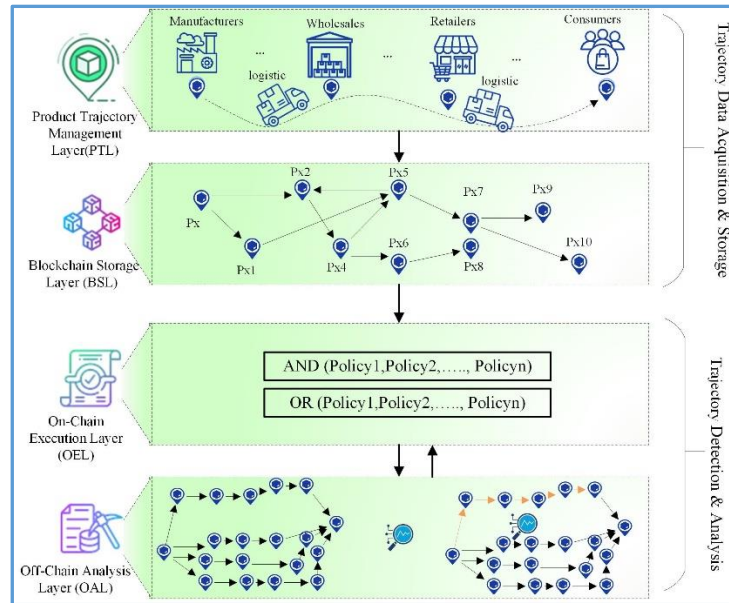 Manufacturers
Wholesales
Retailers
Consumers
...
...
...
logistic
logistic
Product Trajectory
Management
Layer(PTL)
Trajectory Data Acquisition & Storage
Px2
Px5
Px7
Px9
Px
Px1
Px4
Px6
Px8
Px10
Blockchain Storage
Layer (BSL)
AND (Policy1,Policy2,....., Policyn)
OR (Policy1,Policy2,....., Policyn)
On-Chain
Execution Layer
(OEL)
Trajectory Detection & Analysis
Off-Chain Analysis
Layer (OAL)